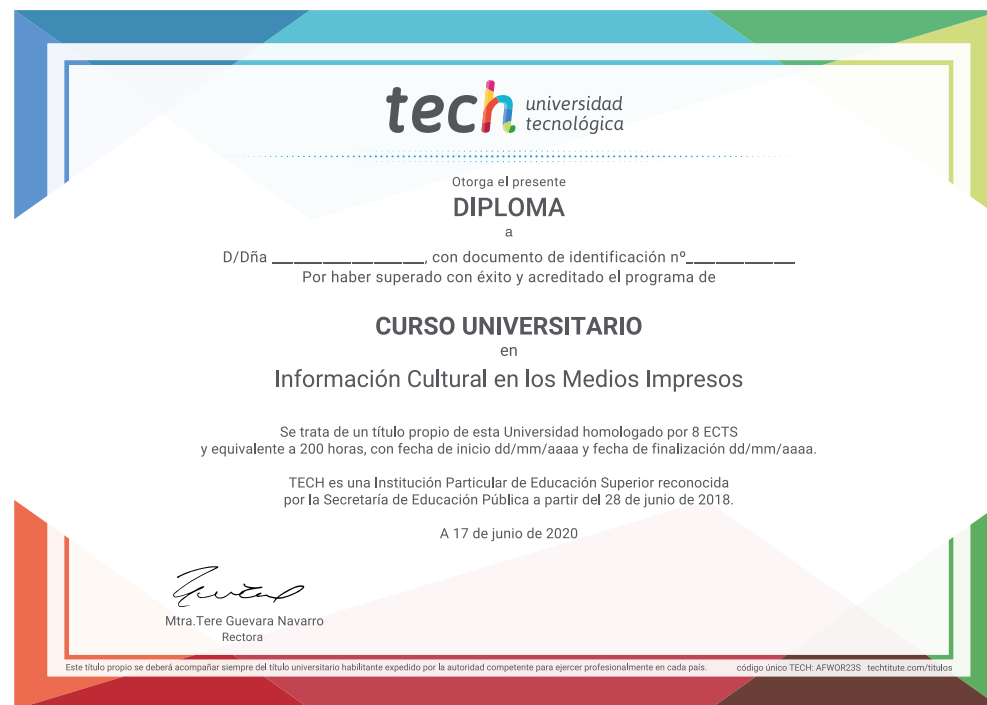 tech universidad
tecnológica
Otorga el presente
DIPLOMA
a
D/Dña ____________________, con documento de identificación nº______________
Por haber superado con éxito y acreditado el programa de
CURSO UNIVERSITARIO
en
Información Cultural en los Medios Impresos
Se trata de un título propio de esta Universidad homologado por 8 ECTS
y equivalente a 200 horas, con fecha de inicio dd/mm/aaaa y fecha de finalización dd/mm/aaaa.
TECH es una Institución Particular de Educación Superior reconocida
por la Secretaría de Educación Pública a partir del 28 de junio de 2018.
A 17 de junio de 2020
Mtra.Tere Guevara Navarro
Rectora
Este título propio se deberá acompañar siempre del título universitario habilitante expedido por la autoridad competente para ejercer profesionalmente en cada país. código único TECH: AFWOR23S techtitute.com/titulos